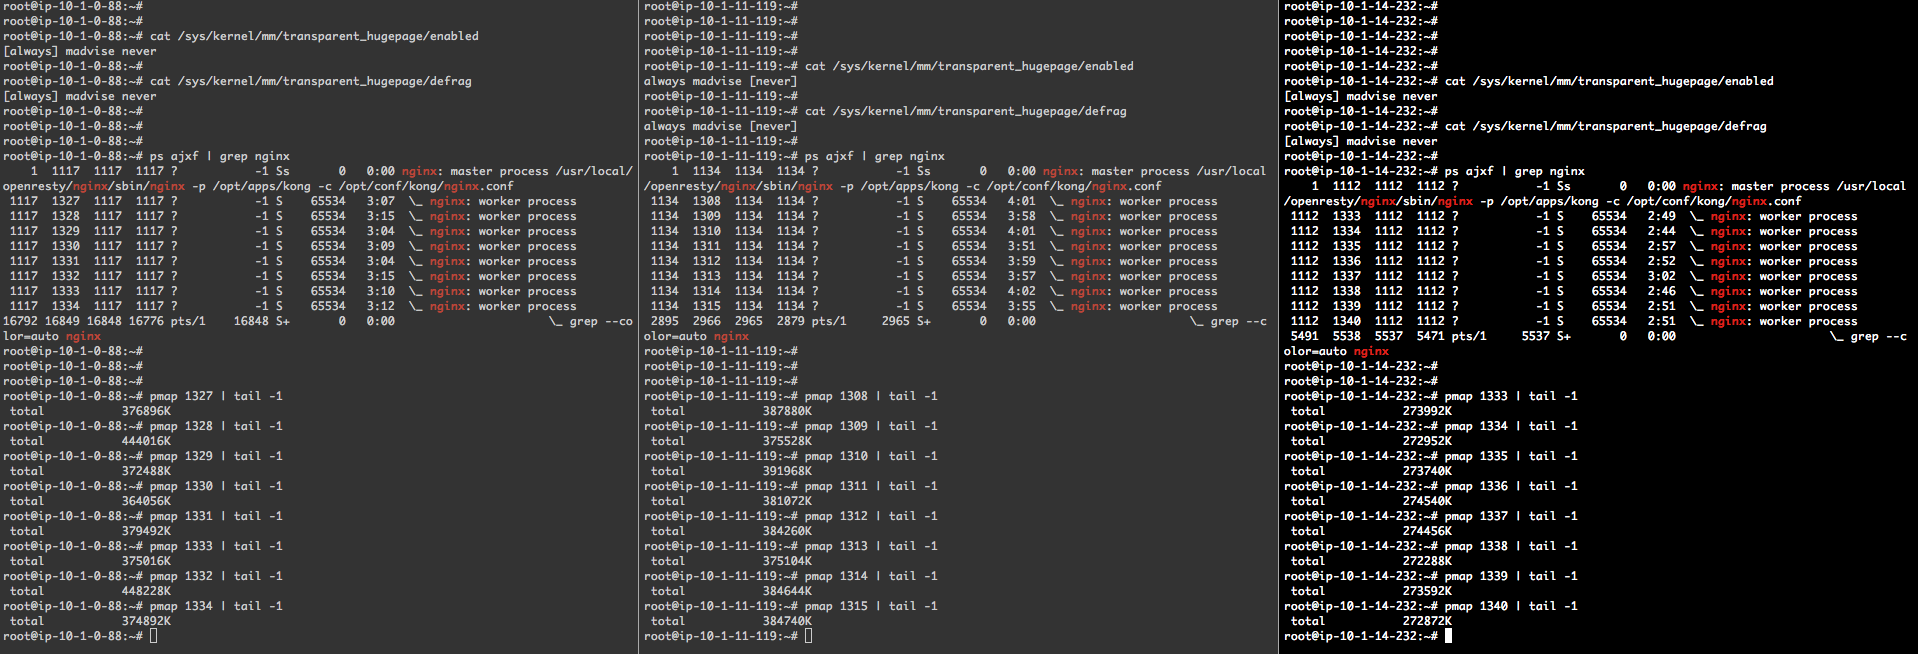 root@ip-10-1-0-88:~#
root@ip-10-1-0-88:~#
root@ip-10-1-0-88:~# cat /sys/kernel/mm/transparent_hugepage/enabled
[always] madvise never
root@ip-10-1-0-88:~#
root@ip-10-1-0-88:~# cat /sys/kernel/mm/transparent_hugepage/defrag
[always] madvise never
root@ip-10-1-0-88:~#
root@ip-10-1-0-88:~#
root@ip-10-1-0-88:~#
root@ip-10-1-0-88:~# ps ajxf | grep nginx
    1  1117  1117  1117 ?           -1 Ss       0   0:00 nginx: master process /usr/local/
openresty/nginx/sbin/nginx -p /opt/apps/kong -c /opt/conf/kong/nginx.conf
 1117  1327  1117  1117 ?           -1 S    65534   3:07  \_ nginx: worker process
 1117  1328  1117  1117 ?           -1 S    65534   3:15  \_ nginx: worker process
 1117  1329  1117  1117 ?           -1 S    65534   3:04  \_ nginx: worker process
 1117  1330  1117  1117 ?           -1 S    65534   3:09  \_ nginx: worker process
 1117  1331  1117  1117 ?           -1 S    65534   3:04  \_ nginx: worker process
 1117  1332  1117  1117 ?           -1 S    65534   3:15  \_ nginx: worker process
 1117  1333  1117  1117 ?           -1 S    65534   3:10  \_ nginx: worker process
 1117  1334  1117  1117 ?           -1 S    65534   3:12  \_ nginx: worker process
16792 16849 16848 16776 pts/1    16848 S+       0   0:00                      \_ grep --co
lor=auto nginx
root@ip-10-1-0-88:~#
root@ip-10-1-0-88:~#
root@ip-10-1-0-88:~#
root@ip-10-1-0-88:~# pmap 1327 | tail -1
 total           376896K
root@ip-10-1-0-88:~# pmap 1328 | tail -1
 total           444016K
root@ip-10-1-0-88:~# pmap 1329 | tail -1
 total           372488K
root@ip-10-1-0-88:~# pmap 1330 | tail -1
 total           364056K
root@ip-10-1-0-88:~# pmap 1331 | tail -1
 total           379492K
root@ip-10-1-0-88:~# pmap 1333 | tail -1
 total           375016K
root@ip-10-1-0-88:~# pmap 1332 | tail -1
 total           448228K
root@ip-10-1-0-88:~# pmap 1334 | tail -1
 total           374892K
root@ip-10-1-0-88:~#
root@ip-10-1-11-119:~#
root@ip-10-1-11-119:~#
root@ip-10-1-11-119:~#
root@ip-10-1-11-119:~#
root@ip-10-1-11-119:~# cat /sys/kernel/mm/transparent_hugepage/enabled
always madvise [never]
root@ip-10-1-11-119:~#
root@ip-10-1-11-119:~# cat /sys/kernel/mm/transparent_hugepage/defrag
always madvise [never]
root@ip-10-1-11-119:~#
root@ip-10-1-11-119:~# ps ajxf | grep nginx
    1  1134  1134  1134 ?           -1 Ss       0   0:00 nginx: master process /usr/local
/openresty/nginx/sbin/nginx -p /opt/apps/kong -c /opt/conf/kong/nginx.conf
 1134  1308  1134  1134 ?           -1 S    65534   4:01  \_ nginx: worker process
 1134  1309  1134  1134 ?           -1 S    65534   3:58  \_ nginx: worker process
 1134  1310  1134  1134 ?           -1 S    65534   4:01  \_ nginx: worker process
 1134  1311  1134  1134 ?           -1 S    65534   3:51  \_ nginx: worker process
 1134  1312  1134  1134 ?           -1 S    65534   3:59  \_ nginx: worker process
 1134  1313  1134  1134 ?           -1 S    65534   3:57  \_ nginx: worker process
 1134  1314  1134  1134 ?           -1 S    65534   4:02  \_ nginx: worker process
 1134  1315  1134  1134 ?           -1 S    65534   3:55  \_ nginx: worker process
 2895  2966  2965  2879 pts/1     2965 S+       0   0:00                      \_ grep --c
olor=auto nginx
root@ip-10-1-11-119:~#
root@ip-10-1-11-119:~#
root@ip-10-1-11-119:~#
root@ip-10-1-11-119:~# pmap 1308 | tail -1
 total           387880K
root@ip-10-1-11-119:~# pmap 1309 | tail -1
 total           375528K
root@ip-10-1-11-119:~# pmap 1310 | tail -1
 total           391968K
root@ip-10-1-11-119:~# pmap 1311 | tail -1
 total           381072K
root@ip-10-1-11-119:~# pmap 1312 | tail -1
 total           384260K
root@ip-10-1-11-119:~# pmap 1313 | tail -1
 total           375104K
root@ip-10-1-11-119:~# pmap 1314 | tail -1
 total           384644K
root@ip-10-1-11-119:~# pmap 1315 | tail -1
 total           384740K
root@ip-10-1-11-119:~#
root@ip-10-1-14-232:~#
root@ip-10-1-14-232:~#
root@ip-10-1-14-232:~#
root@ip-10-1-14-232:~#
root@ip-10-1-14-232:~#
root@ip-10-1-14-232:~# cat /sys/kernel/mm/transparent_hugepage/enabled
[always] madvise never
root@ip-10-1-14-232:~#
root@ip-10-1-14-232:~# cat /sys/kernel/mm/transparent_hugepage/defrag
[always] madvise never
root@ip-10-1-14-232:~#
root@ip-10-1-14-232:~# ps ajxf | grep nginx
    1  1112  1112  1112 ?           -1 Ss       0   0:00 nginx: master process /usr/local
/openresty/nginx/sbin/nginx -p /opt/apps/kong -c /opt/conf/kong/nginx.conf
 1112  1333  1112  1112 ?           -1 S    65534   2:49  \_ nginx: worker process
 1112  1334  1112  1112 ?           -1 S    65534   2:44  \_ nginx: worker process
 1112  1335  1112  1112 ?           -1 S    65534   2:57  \_ nginx: worker process
 1112  1336  1112  1112 ?           -1 S    65534   2:52  \_ nginx: worker process
 1112  1337  1112  1112 ?           -1 S    65534   3:02  \_ nginx: worker process
 1112  1338  1112  1112 ?           -1 S    65534   2:46  \_ nginx: worker process
 1112  1339  1112  1112 ?           -1 S    65534   2:51  \_ nginx: worker process
 1112  1340  1112  1112 ?           -1 S    65534   2:51  \_ nginx: worker process
 5491  5538  5537  5471 pts/1     5537 S+       0   0:00                      \_ grep --c
olor=auto nginx
root@ip-10-1-14-232:~#
root@ip-10-1-14-232:~#
root@ip-10-1-14-232:~# pmap 1333 | tail -1
 total           273992K
root@ip-10-1-14-232:~# pmap 1334 | tail -1
 total           272952K
root@ip-10-1-14-232:~# pmap 1335 | tail -1
 total           273740K
root@ip-10-1-14-232:~# pmap 1336 | tail -1
 total           274540K
root@ip-10-1-14-232:~# pmap 1337 | tail -1
 total           274456K
root@ip-10-1-14-232:~# pmap 1338 | tail -1
 total           272288K
root@ip-10-1-14-232:~# pmap 1339 | tail -1
 total           273592K
root@ip-10-1-14-232:~# pmap 1340 | tail -1
 total           272872K
root@ip-10-1-14-232:~#